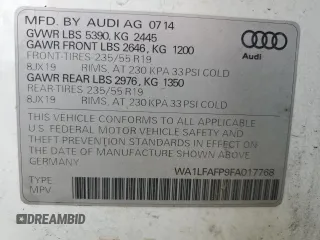 MFD. BY AUDI AG 07 14
GVWR LBS 5390, KG 2445
GAWR FRONT LBS 2646, KG 1200
FRONT-TIRES 235/55 R19
8JX19 RIMS, AT 230 KPA 33 PSI COLD
GAWR REAR LBS 2976, KG 1350
REAR-TIRES 235/55 R19
8JX19 RIMS, AT 230 KPA 33 PSI COLD
Audi
THIS VEHICLE CONFORMS TO ALL APPLICABLE
U.S. FEDERAL MOTOR VEHICLE SAFETY, BUMPER
AND THEFT PREVENTION STANDARDS IN EFFECT ON
THE DATE OF MANUFACTURE SHOWN ABOVE.
GERMANY
WA1LFAFP9FA017768
TYPE:
MPV
DREAMBID